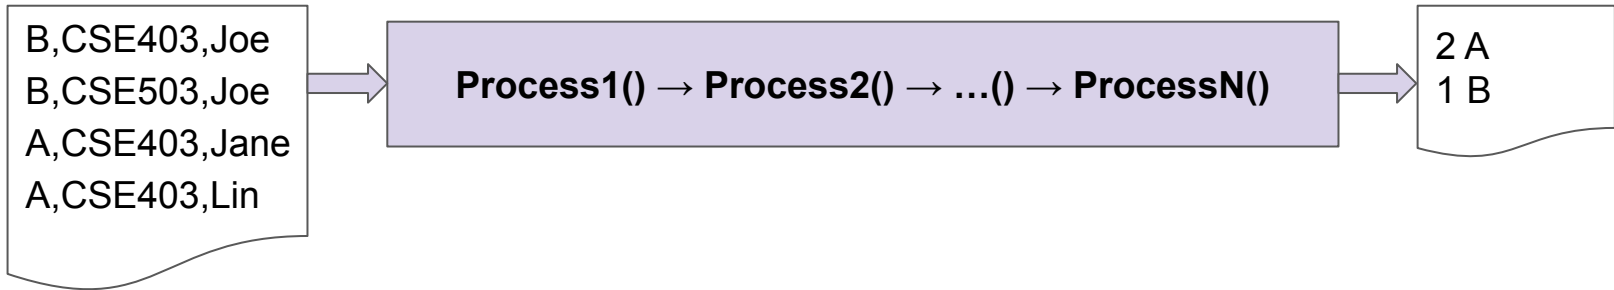 B,CSE403,Joe
B,CSE503,Joe
A,CSE403,Jane
A,CSE403,Lin
Process1() → Process2() → …() → ProcessN()
2 A
1 B